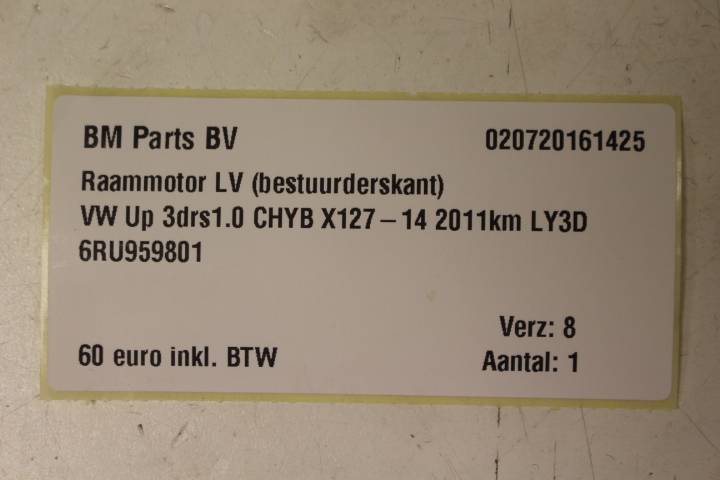 BM Parts BV 020720161425
Raammotor LV (bestuurderskant)
VW Up 3drs1.0 CHYB X127-14 2011km LY3D
6RU959801
Verz: 8
60 euro inkl. BTW Aantal: 1